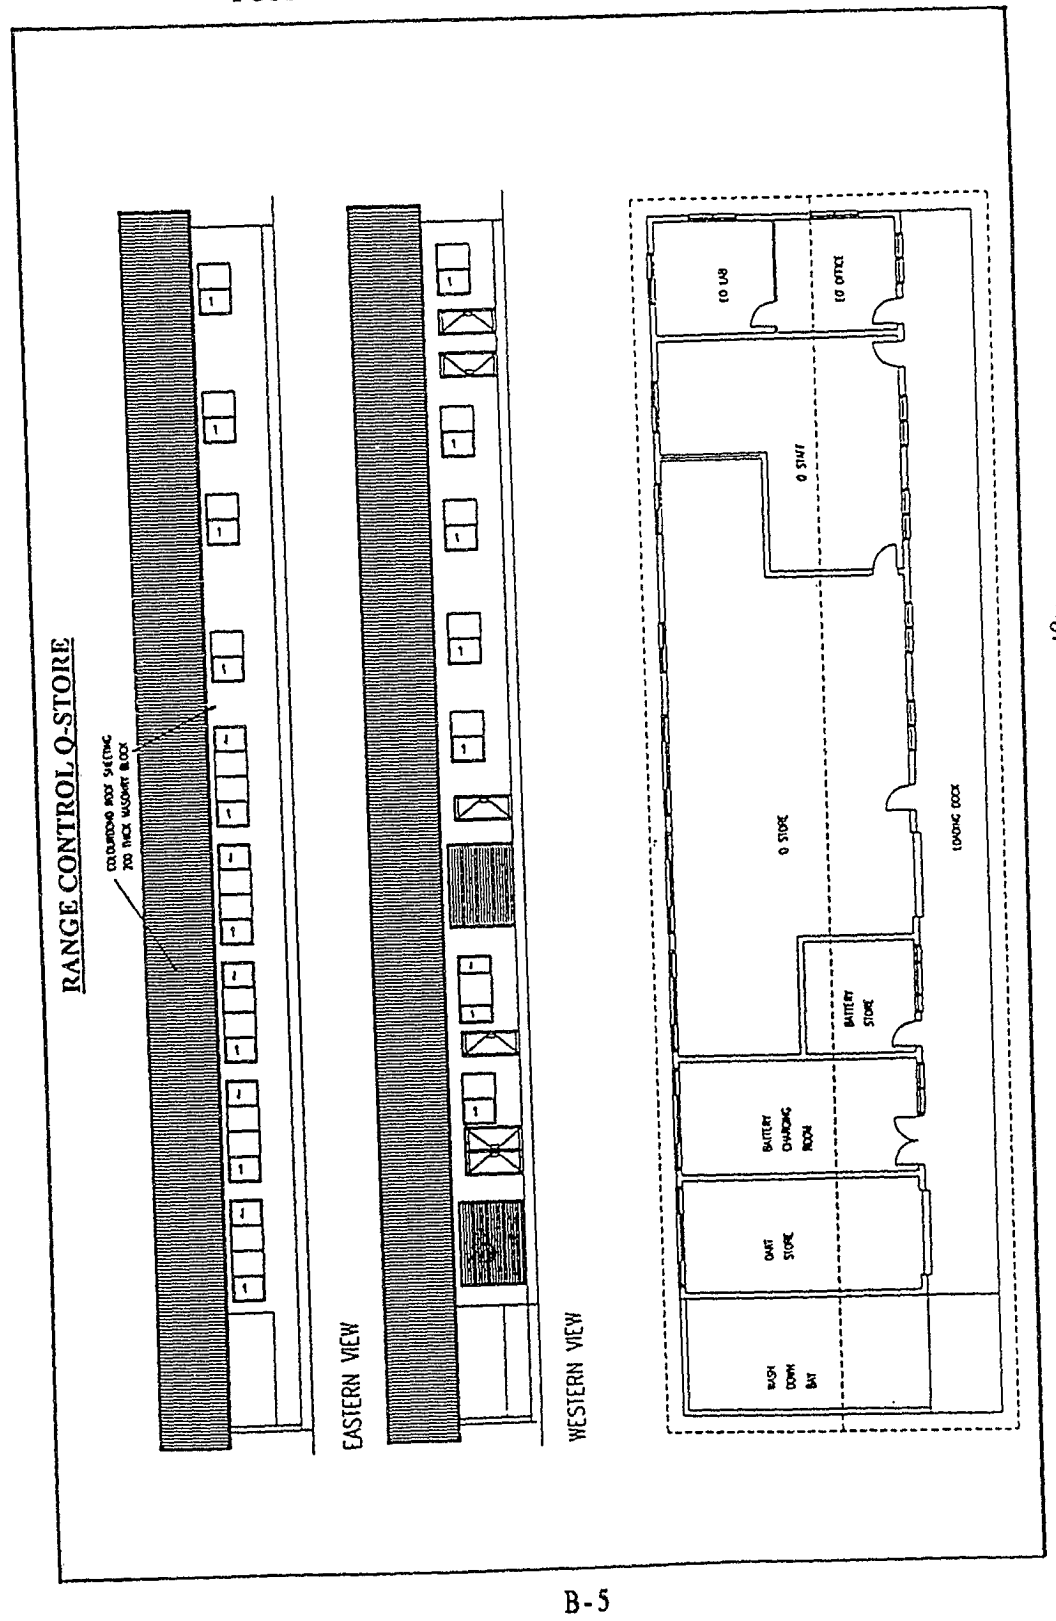 RANGE CONTROL Q-STORE
COLOURBOND ROOF SHEETING
200 THICK MASONRY BLOCK
EASTERN VIEW
WESTERN VIEW
WASH
DOWN
BAY
DART
STORE
BATTERY
CHARGING
ROOM
BATTERY
STORE
Q STORE
Q STAFF
EO LAB
EO OFFICE
LOADING DOCK
B-5